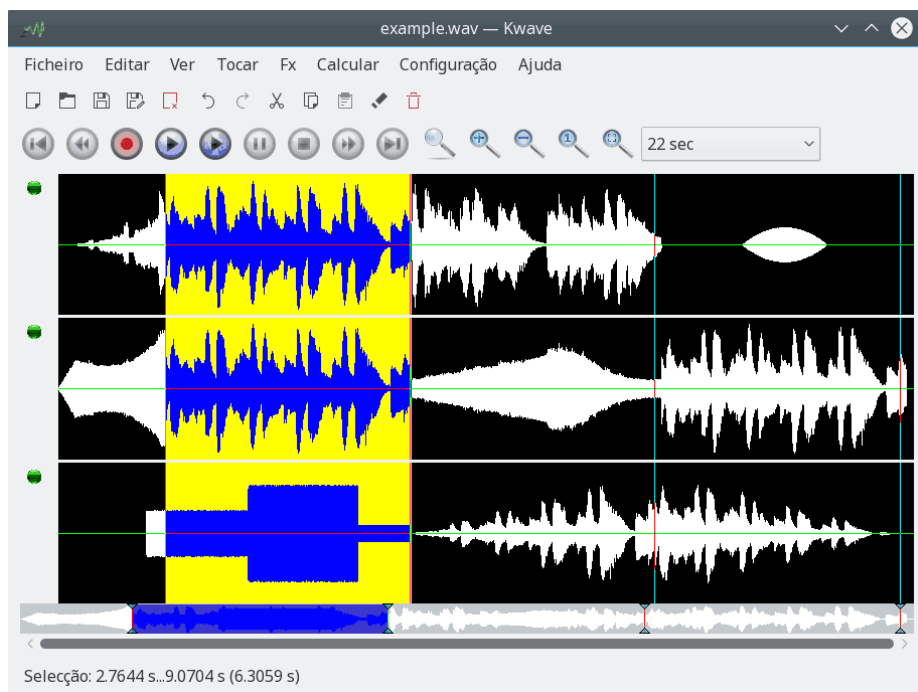 example.wav — Kwave
Ficheiro Editar Ver Tocar Fx Calcular Configuração Ajuda
1 22 sec
Selecção: 2.7644 s...9.0704 s (6.3059 s)